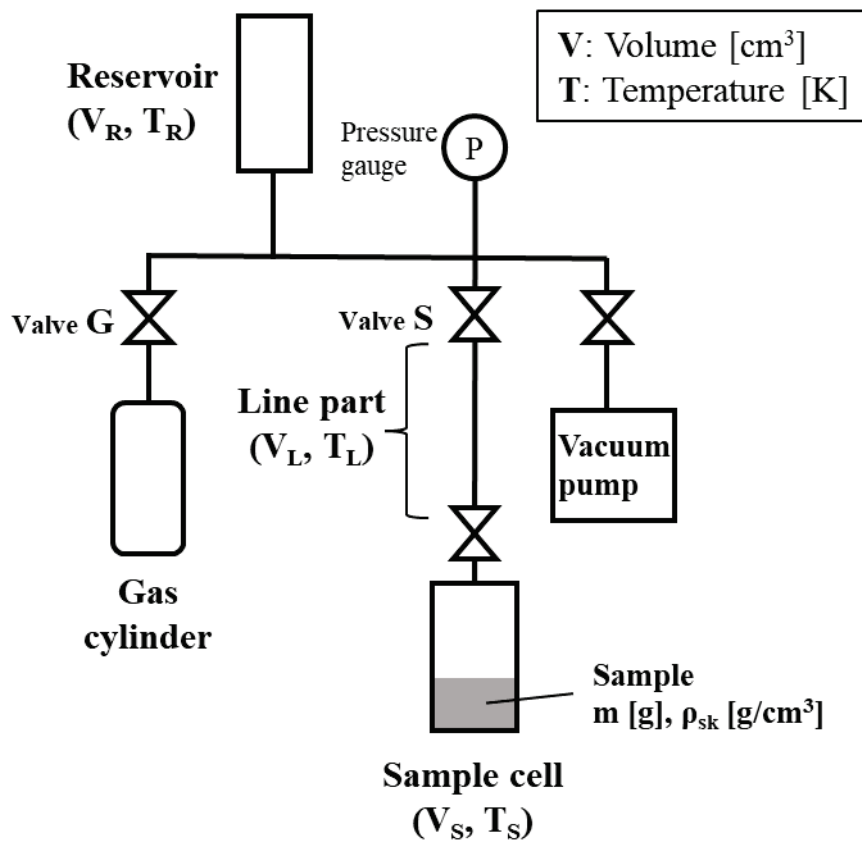 V: Volume [cm³]
T: Temperature [K]
Reservoir
(V_R, T_R)
Pressure
gauge
P
Valve G
Valve S
Line part
(V_L, T_L)
Vacuum
pump
Gas
cylinder
Sample
m [g], ρ_sk [g/cm³]
Sample cell
(V_S, T_S)